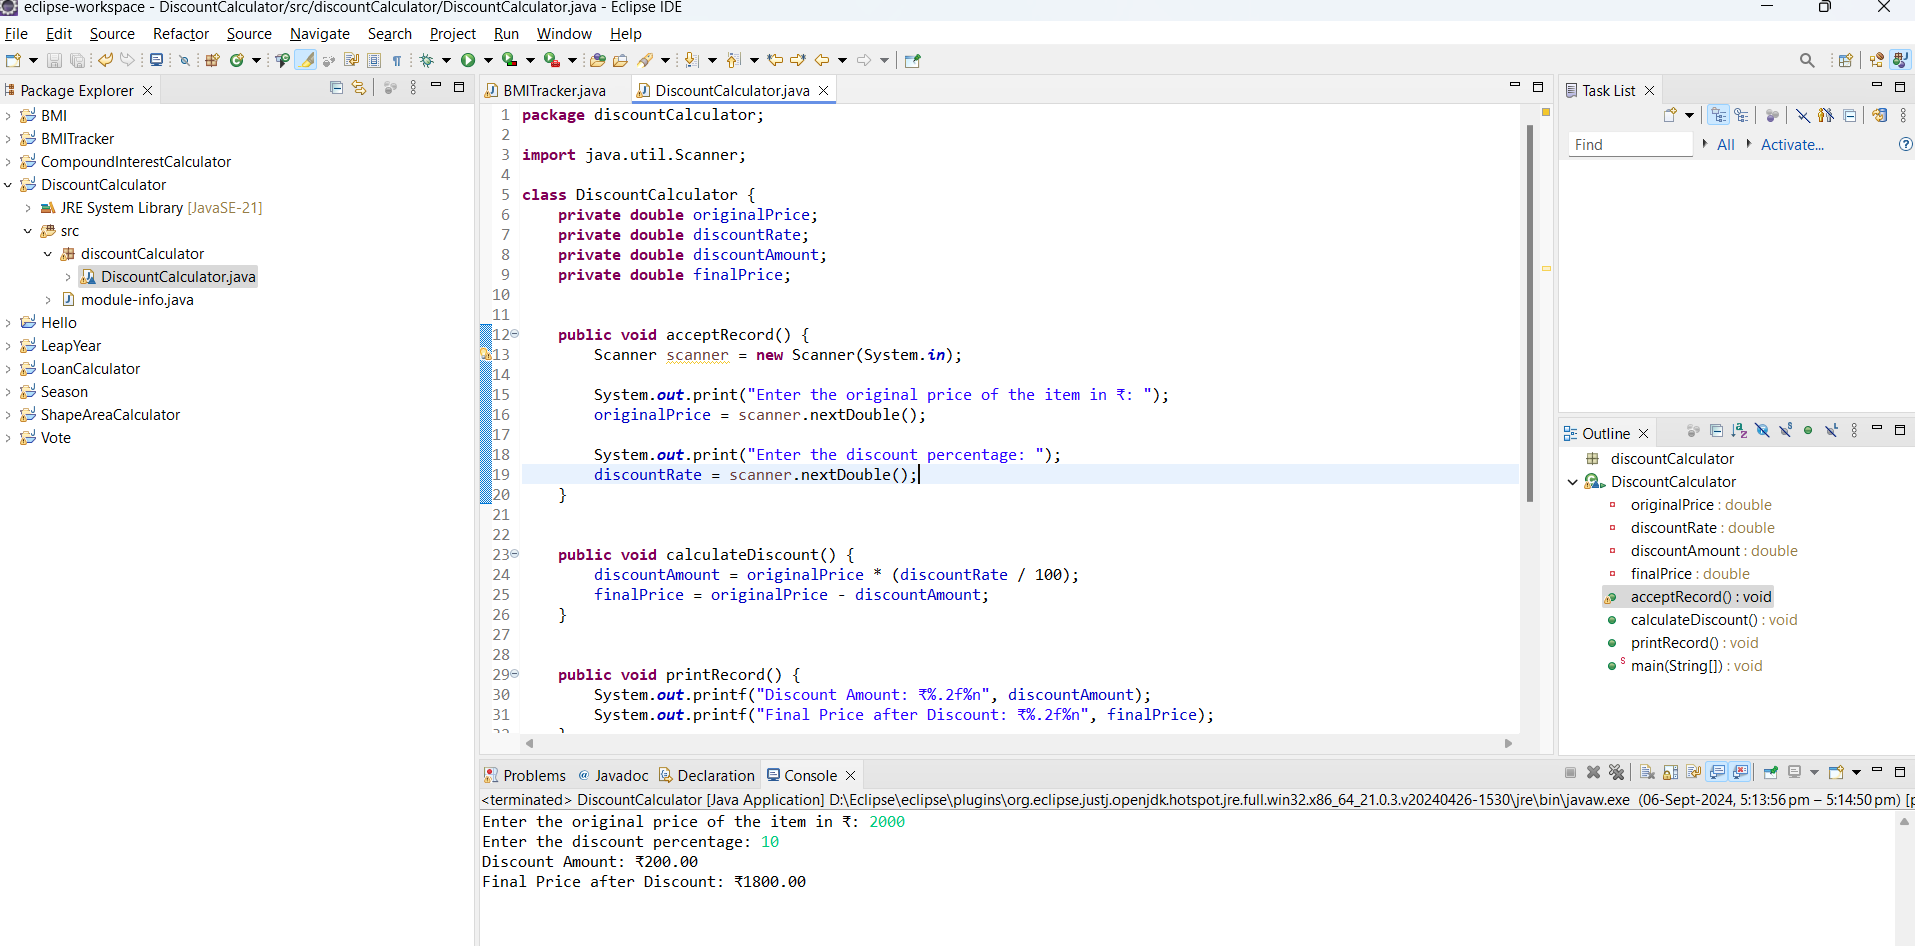 eclipse-workspace - DiscountCalculator/src/discountCalculator/DiscountCalculator.java - Eclipse IDE
File Edit Source Refactor Source Navigate Search Project Run Window Help
Package Explorer
BMI
BMITracker
CompoundInterestCalculator
DiscountCalculator
JRE System Library [JavaSE-21]
src
discountCalculator
DiscountCalculator.java
module-info.java
Hello
LeapYear
LoanCalculator
Season
ShapeAreaCalculator
Vote
BMITracker.java DiscountCalculator.java
1 package discountCalculator;
2
3 import java.util.Scanner;
4
5 class DiscountCalculator {
6 private double originalPrice;
7 private double discountRate;
8 private double discountAmount;
9 private double finalPrice;
10
11
12 public void acceptRecord() {
13 Scanner scanner = new Scanner(System.in);
14
15 System.out.print("Enter the original price of the item in ₹: ");
16 originalPrice = scanner.nextDouble();
17
18 System.out.print("Enter the discount percentage: ");
19 discountRate = scanner.nextDouble();
20 }
21
22
23 public void calculateDiscount() {
24 discountAmount = originalPrice * (discountRate / 100);
25 finalPrice = originalPrice - discountAmount;
26 }
27
28
29 public void printRecord() {
30 System.out.printf("Discount Amount: ₹%.2f%n", discountAmount);
31 System.out.printf("Final Price after Discount: ₹%.2f%n", finalPrice);
Task List
Find All Activate...
Outline
discountCalculator
DiscountCalculator
originalPrice : double
discountRate : double
discountAmount : double
finalPrice : double
acceptRecord() : void
calculateDiscount() : void
printRecord() : void
main(String[]) : void
Problems Javadoc Declaration Console
<terminated> DiscountCalculator [Java Application] D:\Eclipse\eclipse\plugins\org.eclipse.justj.openjdk.hotspot.jre.full.win32.x86_64_21.0.3.v20240426-1530\jre\bin\javaw.exe (06-Sept-2024, 5:13:56 pm – 5:14:50 pm) [p
Enter the original price of the item in ₹: 2000
Enter the discount percentage: 10
Discount Amount: ₹200.00
Final Price after Discount: ₹1800.00